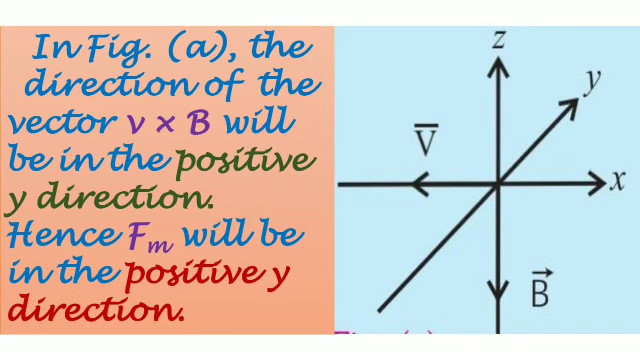 In Fig. (a), the
direction of the
vector v × B will
be in the positive
y direction.
Hence Fm will be
in the positive y
direction.
z
y
V
x
B